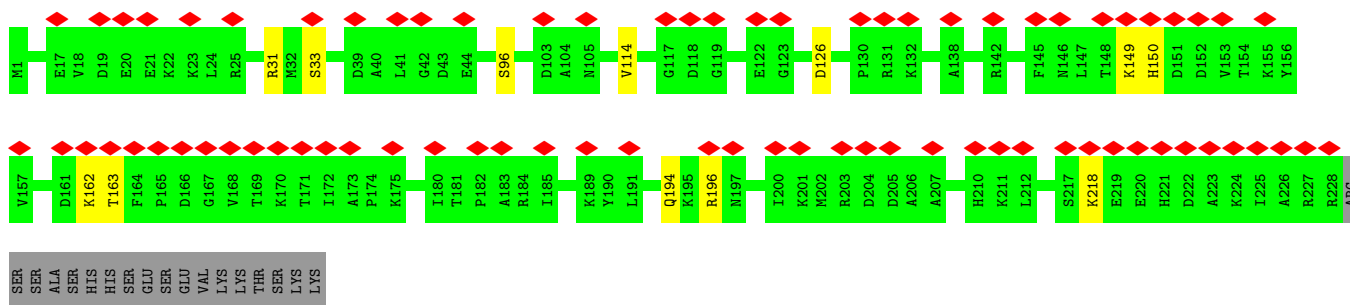 M1 E17 V18 D19 E20 E21 K22 K23 L24 R25 R31 M32 S33 D39 A40 L41 G42 D43 E44 S96 D103 A104 N105 V114 G117 D118 G119 E122 G123 D126 P130 R131 K132 A138 R142 F145 N146 L147 T148 K149 H150 D151 D152 V153 T154 K155 Y156
V157 D161 K162 T163 F164 P165 D166 G167 V168 T169 K170 T171 I172 A173 P174 K175 I180 T181 P182 A183 R184 I185 K189 Y190 L191 Q194 K195 R196 N197 I200 K201 M202 R203 D204 D205 A206 A207 H210 K211 L212 S217 K218 E219 E220 H221 D222 A223 K224 I225 A226 R227 R228 ARG
SER SER ALA SER HIS HIS SER GLU SER GLU VAL LYS LYS THR SER LYS LYS